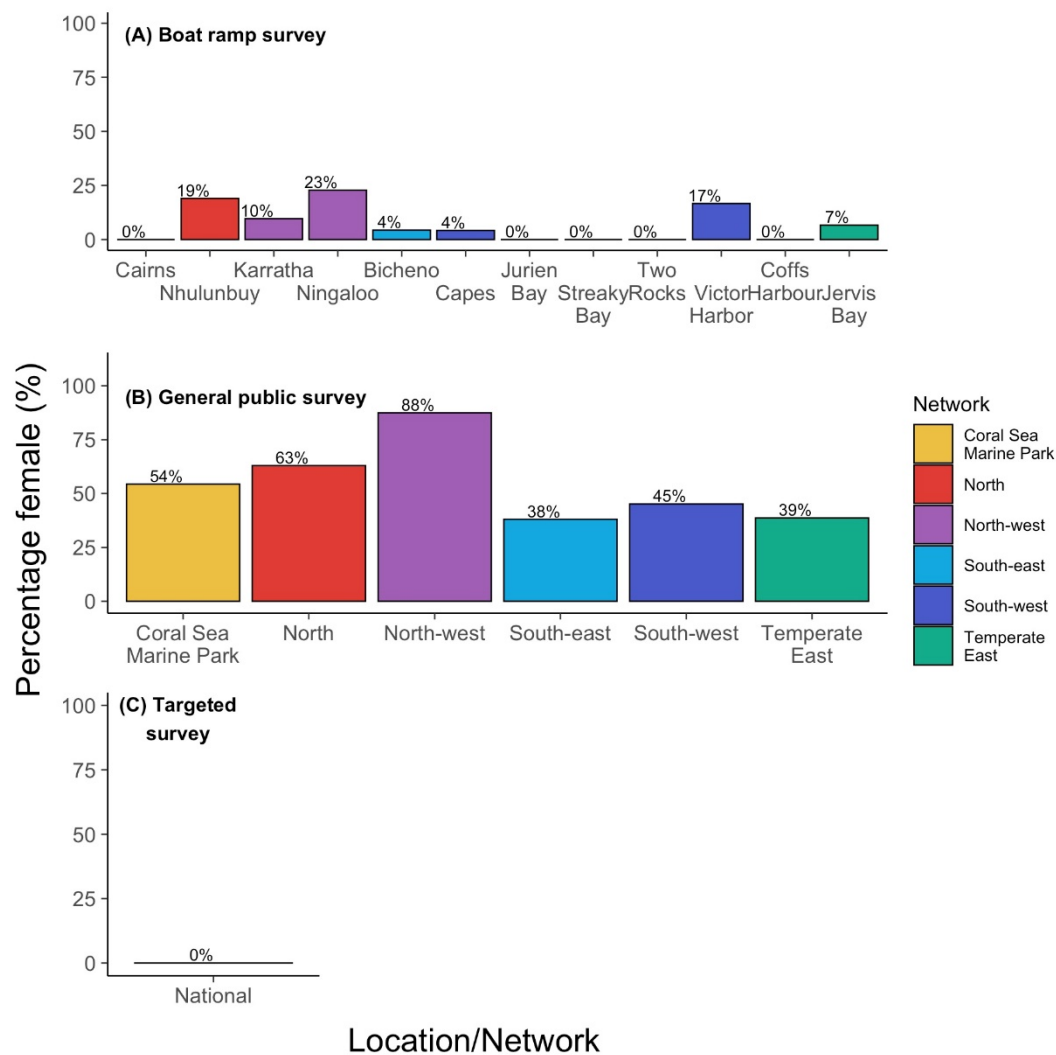 Percentage female (%)
(A) Boat ramp survey
100
75
50
25
0
0%
19%
10%
23%
4%
4%
0%
0%
0%
17%
0%
7%
Cairns
Nhulunbuy
Karratha
Ningaloo
Bicheno
Capes
Jurien
Bay
Streaky
Bay
Two
Rocks
Victor
Harbor
Coffs
Harbour
Jervis
Bay
(B) General public survey
100
75
50
25
0
54%
63%
88%
38%
45%
39%
Coral Sea
Marine Park
North
North-west
South-east
South-west
Temperate
East
Network
Coral Sea
Marine Park
North
North-west
South-east
South-west
Temperate
East
(C) Targeted
survey
100
75
50
25
0
0%
National
Location/Network